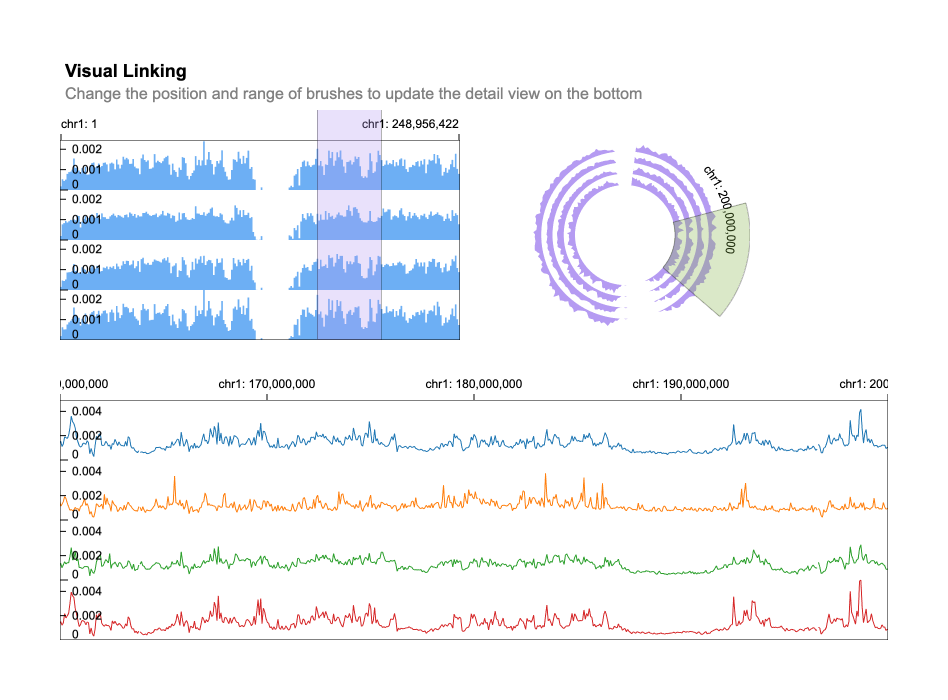 Visual Linking
Change the position and range of brushes to update the detail view on the bottom
chr1: 1
chr1: 248,956,422
0.002
0.001
0
0.002
0.001
0
0.002
0.001
0
0.002
0.001
0
chr1: 200,000,000
0,000,000
chr1: 170,000,000
chr1: 180,000,000
chr1: 190,000,000
chr1: 200
0.004
0.002
0
0.004
0.002
0
0.004
0.002
0
0.004
0.002
0